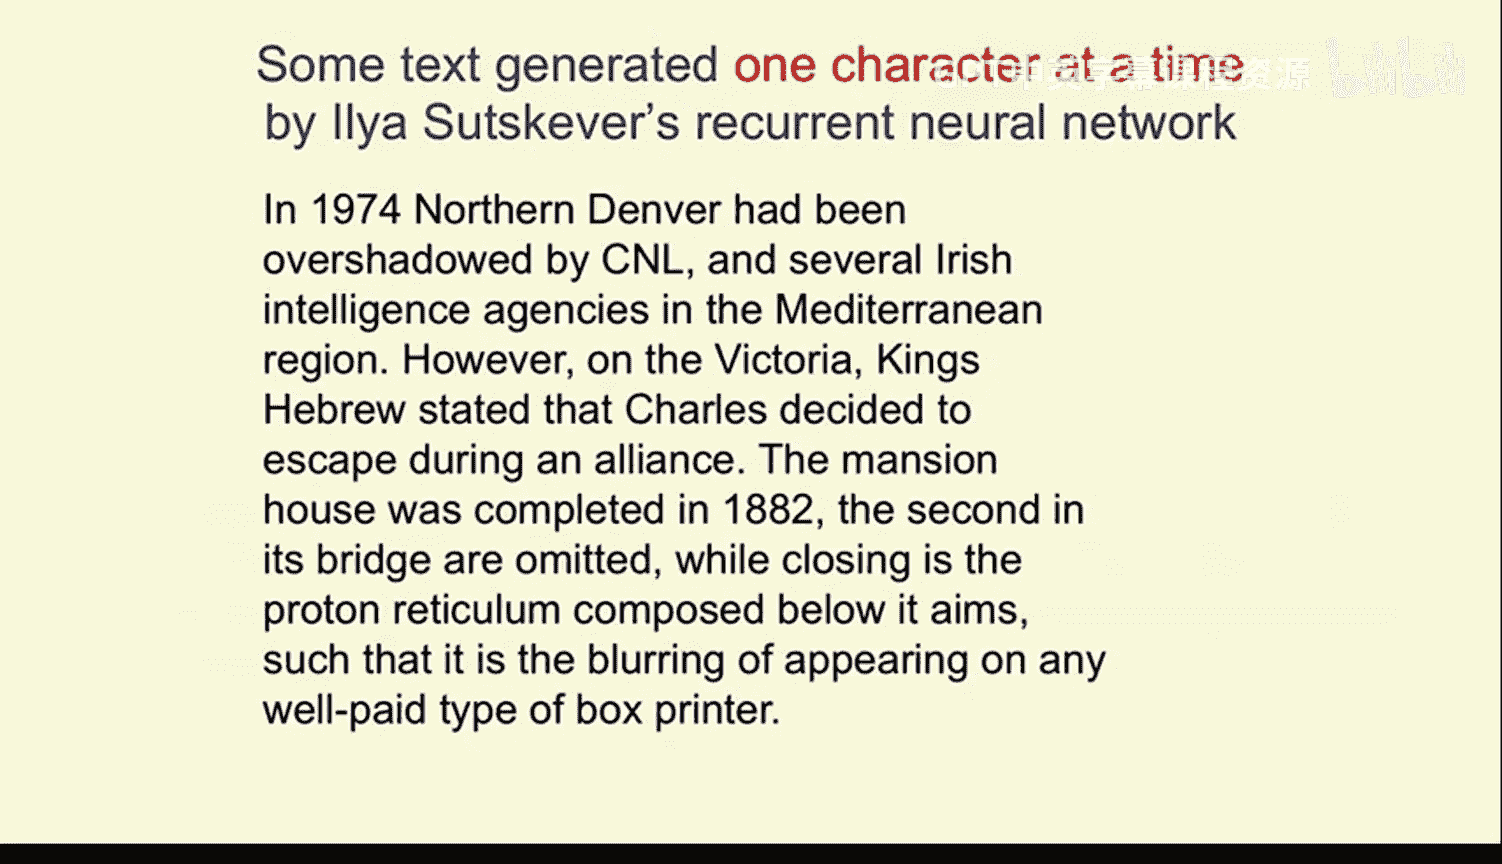 Some text generated one character at a time
by Ilya Sutskever's recurrent neural network
In 1974 Northern Denver had been
overshadowed by CNL, and several Irish
intelligence agencies in the Mediterranean
region. However, on the Victoria, Kings
Hebrew stated that Charles decided to
escape during an alliance. The mansion
house was completed in 1882, the second in
its bridge are omitted, while closing is the
proton reticulum composed below it aims,
such that it is the blurring of appearing on any
well-paid type of box printer.